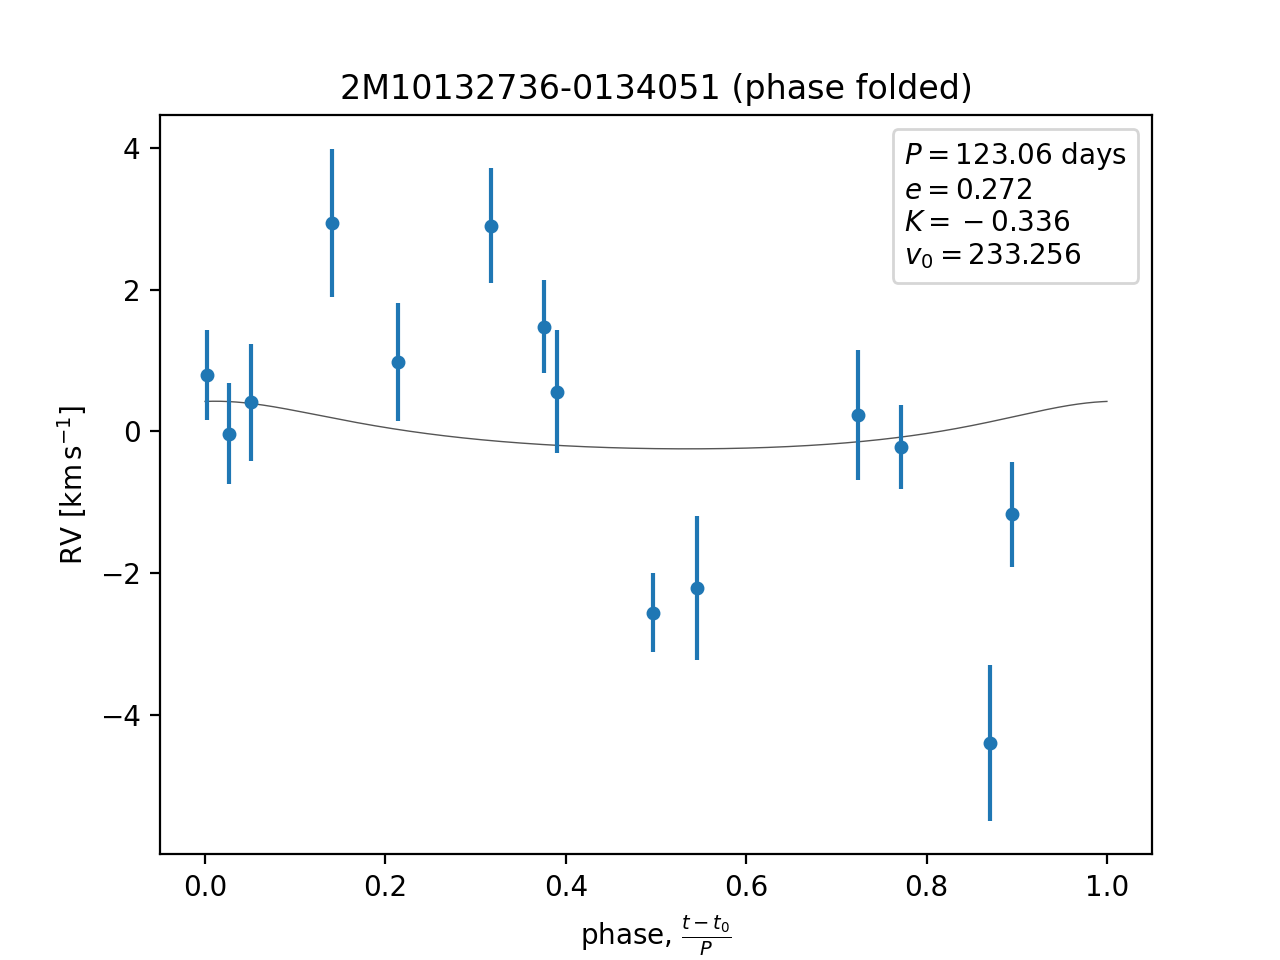 2M10132736-0134051 (phase folded)
P = 123.06 days
e = 0.272
K = −0.336
v₀ = 233.256
4
2
0
−2
−4
RV [km s⁻¹]
0.0 0.2 0.4 0.6 0.8 1.0
phase, (t − t₀)/P